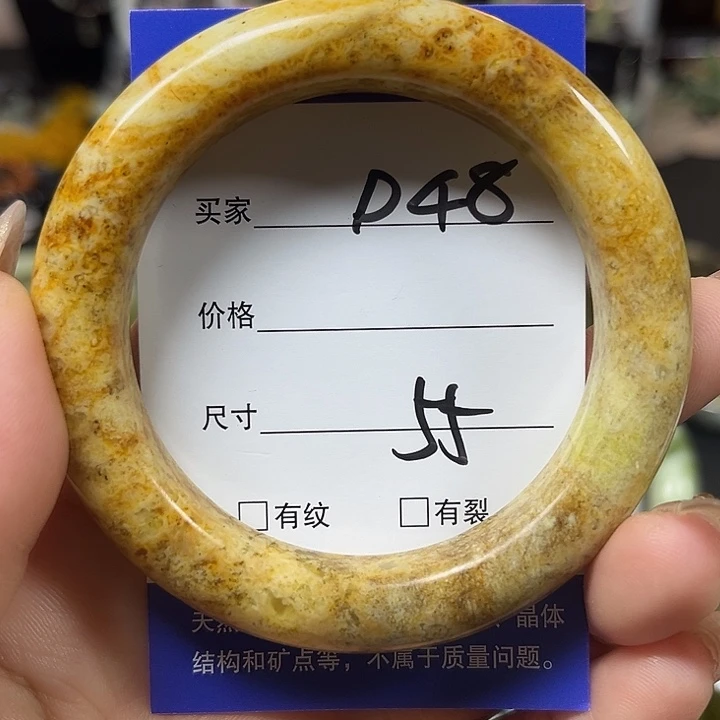 买家 D48
价格
尺寸 55
□有纹 □有裂
天然 、晶体
结构和矿点等，不属于质量问题。